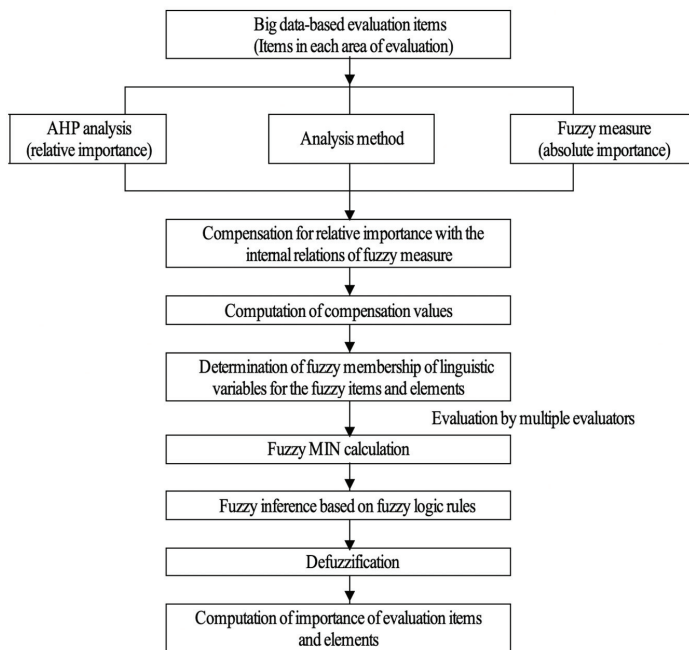 Big data-based evaluation items
(Items in each area of evaluation)
AHP analysis
(relative importance)
Analysis method
Fuzzy measure
(absolute importance)
Compensation for relative importance with the
internal relations of fuzzy measure
Computation of compensation values
Determination of fuzzy membership of linguistic
variables for the fuzzy items and elements
Evaluation by multiple evaluators
Fuzzy MIN calculation
Fuzzy inference based on fuzzy logic rules
Defuzzification
Computation of importance of evaluation items
and elements